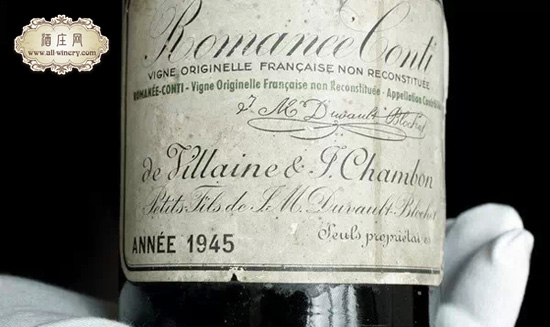 酒庄网
www.all-winery.com
Romanée Conti
VIGNE ORIGINELLE FRANÇAISE NON RECONSTITUÉE
ROMANÉE-CONTI - Vigne Originelle Française non Reconstituée - Appellation Contrôlée
J. M. Duvault Blochet
de Villaine & J. Chambon
Petits-Fils de J. M. Duvault-Blochet
Seuls propriétaires
ANNÉE 1945